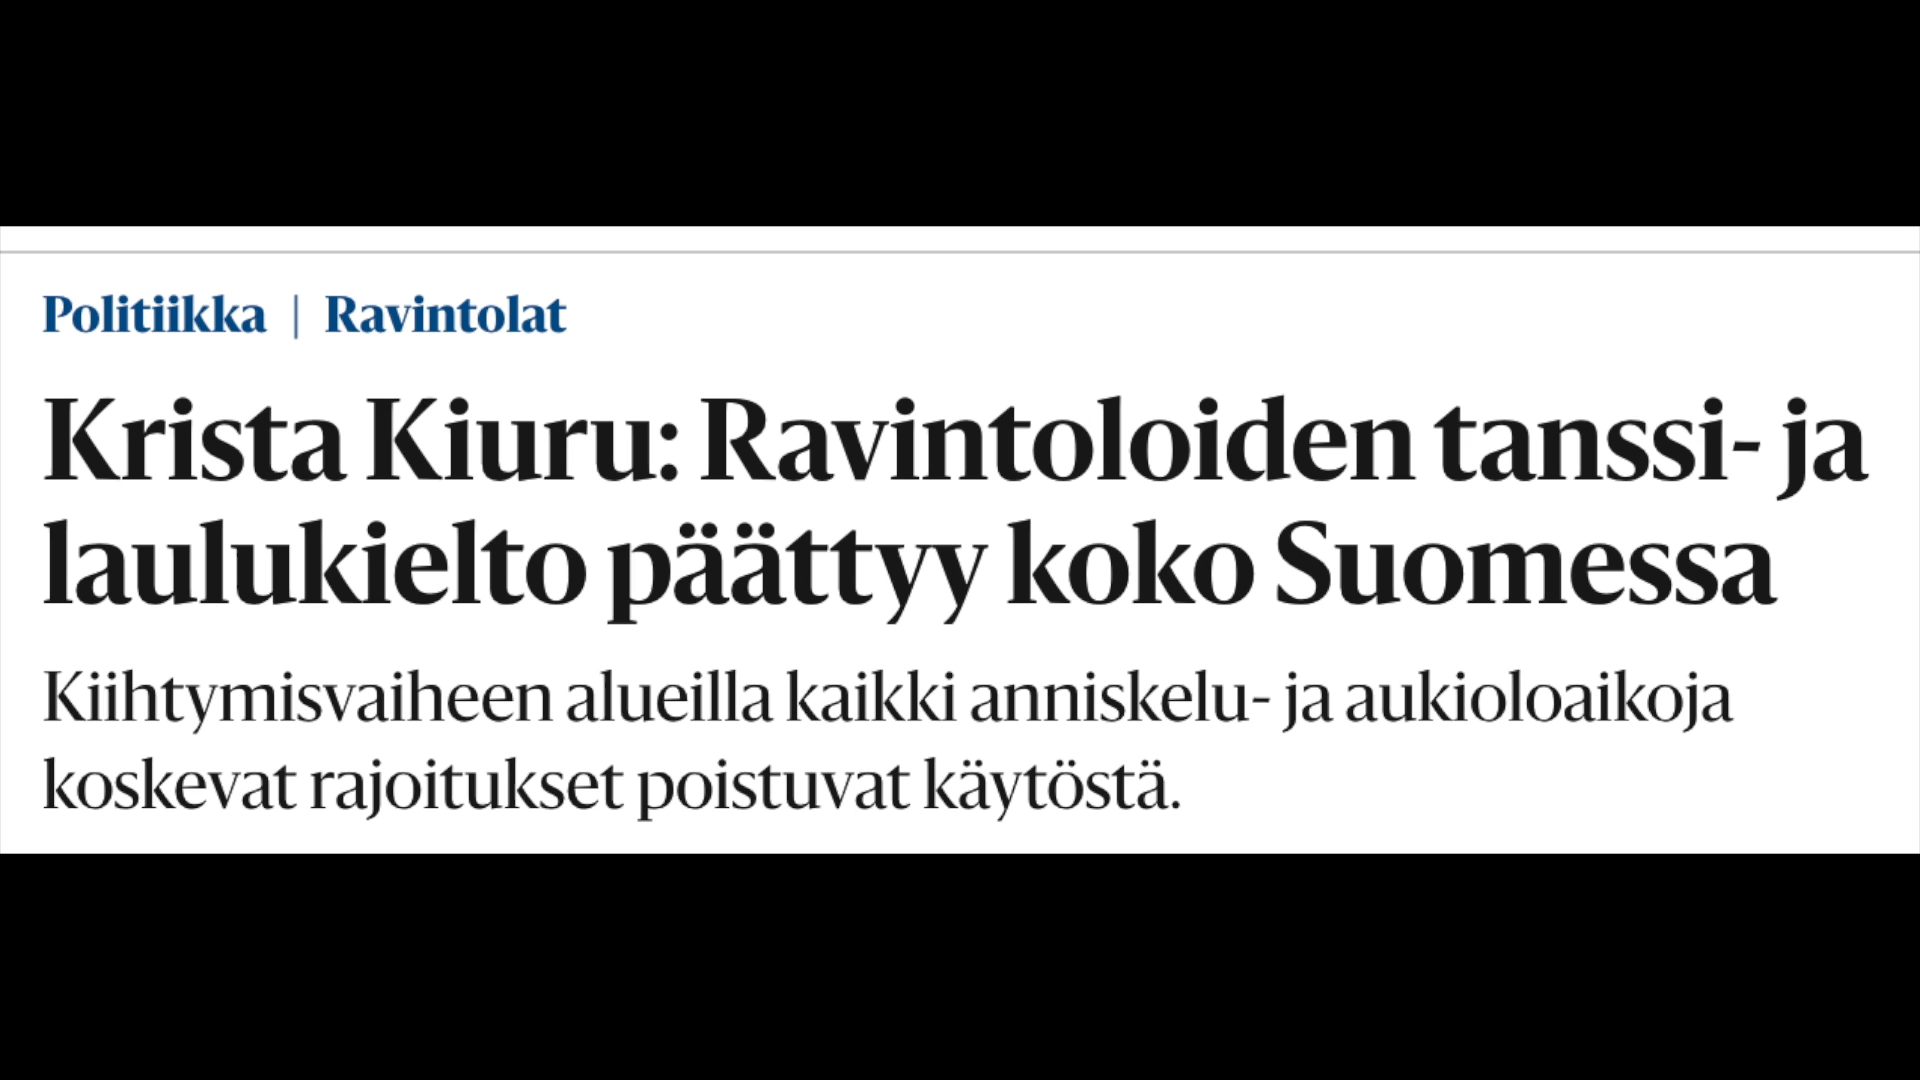 Politiikka | Ravintolat
Krista Kiuru: Ravintoloiden tanssi- ja
laulukielto päättyy koko Suomessa
Kiihtymisvaiheen alueilla kaikki anniskelu- ja aukioloaikoja
koskevat rajoitukset poistuvat käytöstä.